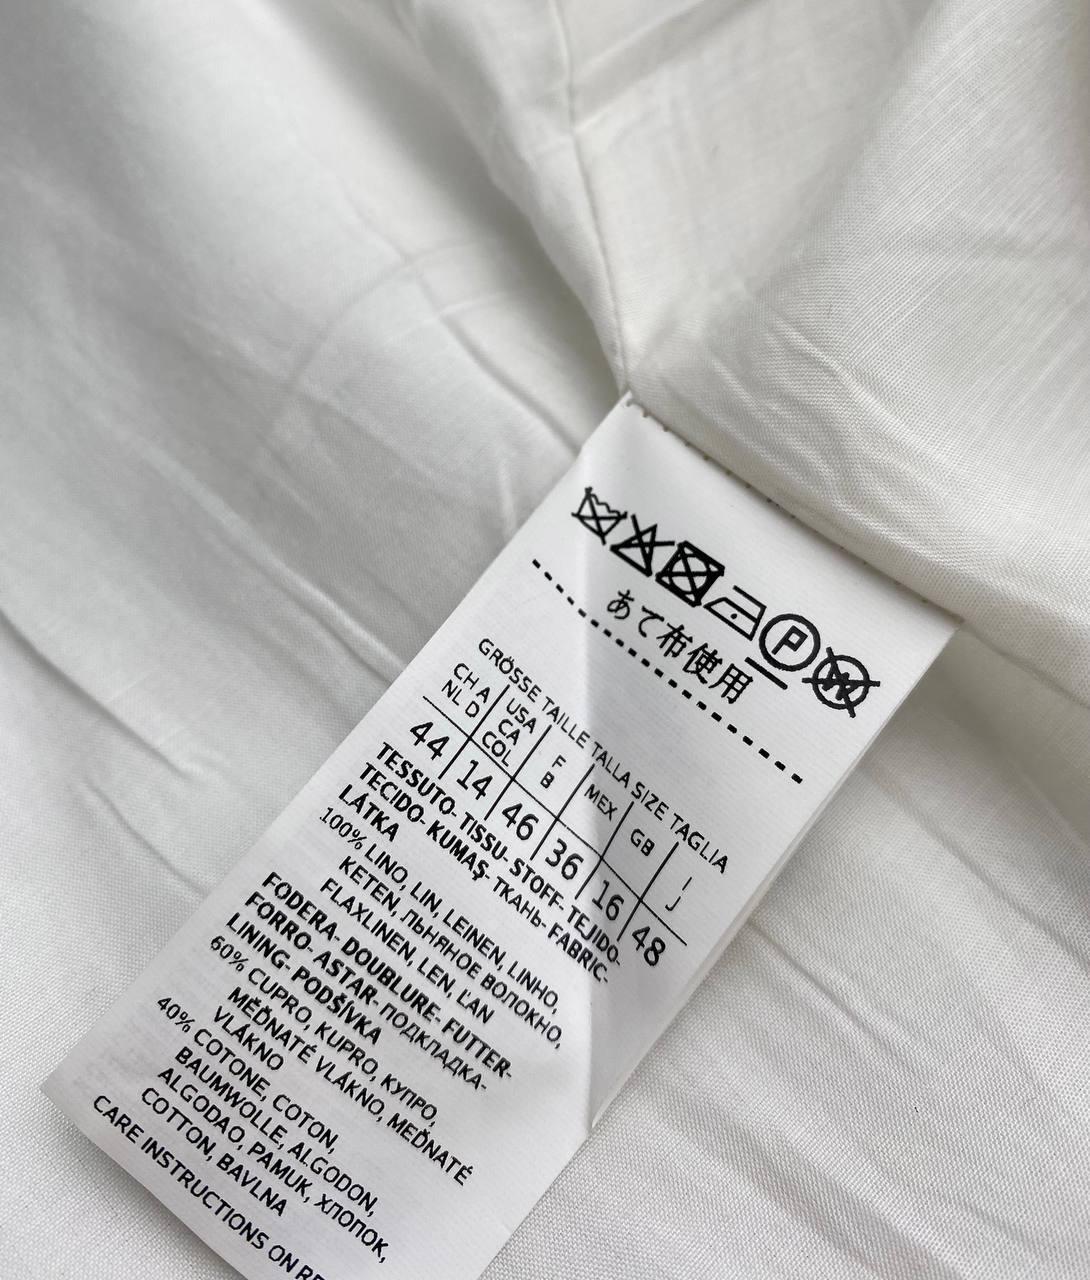 P W
あて布使用
GRÖSSE TAILLE TALLA SIZE TAGLIA
CH A NL D | USA CA COL | F B | MEX | GB | I J
44 | 14 | 46 | 36 | 16 | 48
TESSUTO- TISSU- STOFF- TEJIDO-
TECIDO- KUMAŞ- ТКАНЬ- FABRIC-
LÁTKA
100% LINO, LIN, LEINEN, LINHO,
KETEN, ЛЬНЯНОЕ ВОЛОКНО,
FLAXLINEN, LEN, ĽAN
FODERA- DOUBLURE- FUTTER-
FORRO- ASTAR- ПОДКЛАДКА-
LINING- PODŠÍVKA
60% CUPRO, KUPRO, КУПРО,
MĚĎNATÉ VLÁKNO, MEĎNATÉ
VLÁKNO
40% COTONE, COTON,
BAUMWOLLE, ALGODON,
ALGODAO, PAMUK, ХЛОПОК,
COTTON, BAVLNA
CARE INSTRUCTIONS ON